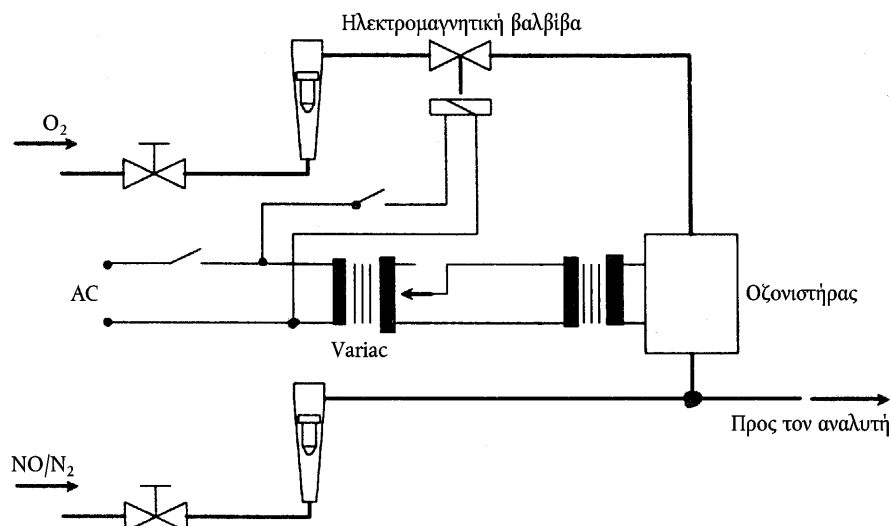 Ηλεκτρομαγνητική βαλβίβα
O₂
AC
Variac
Οζονιστήρας
Προς τον αναλυτή
NO/N₂